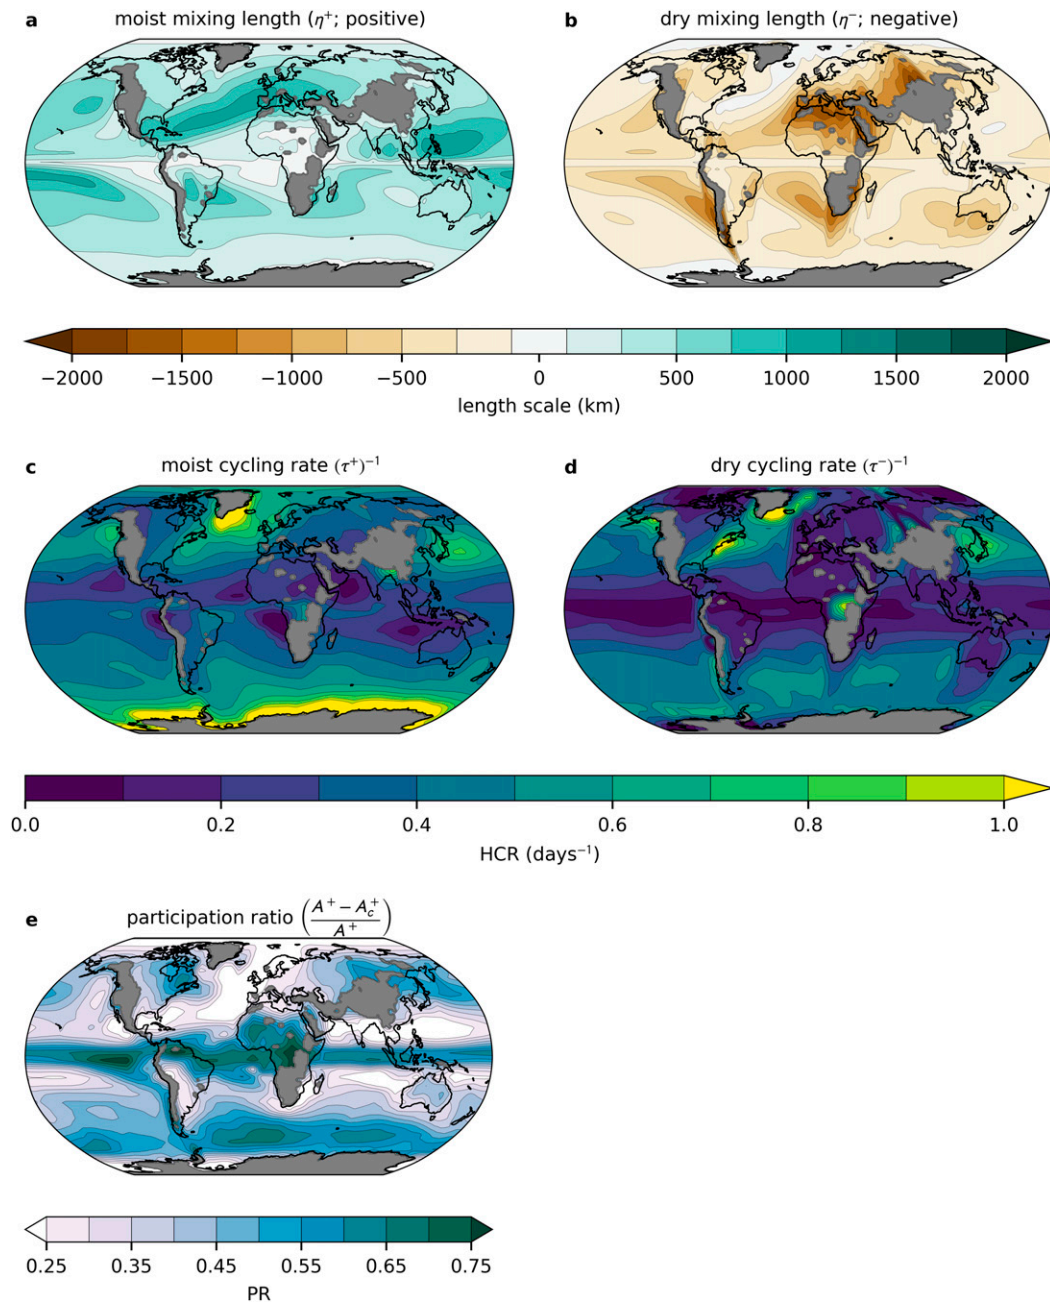 a moist mixing length (η⁺; positive)
b dry mixing length (η⁻; negative)
−2000 −1500 −1000 −500 0 500 1000 1500 2000
length scale (km)
c moist cycling rate (τ⁺)⁻¹
d dry cycling rate (τ⁻)⁻¹
0.0 0.2 0.4 0.6 0.8 1.0
HCR (days⁻¹)
e participation ratio (A⁺ − A_c⁺ / A⁺)
0.25 0.35 0.45 0.55 0.65 0.75
PR